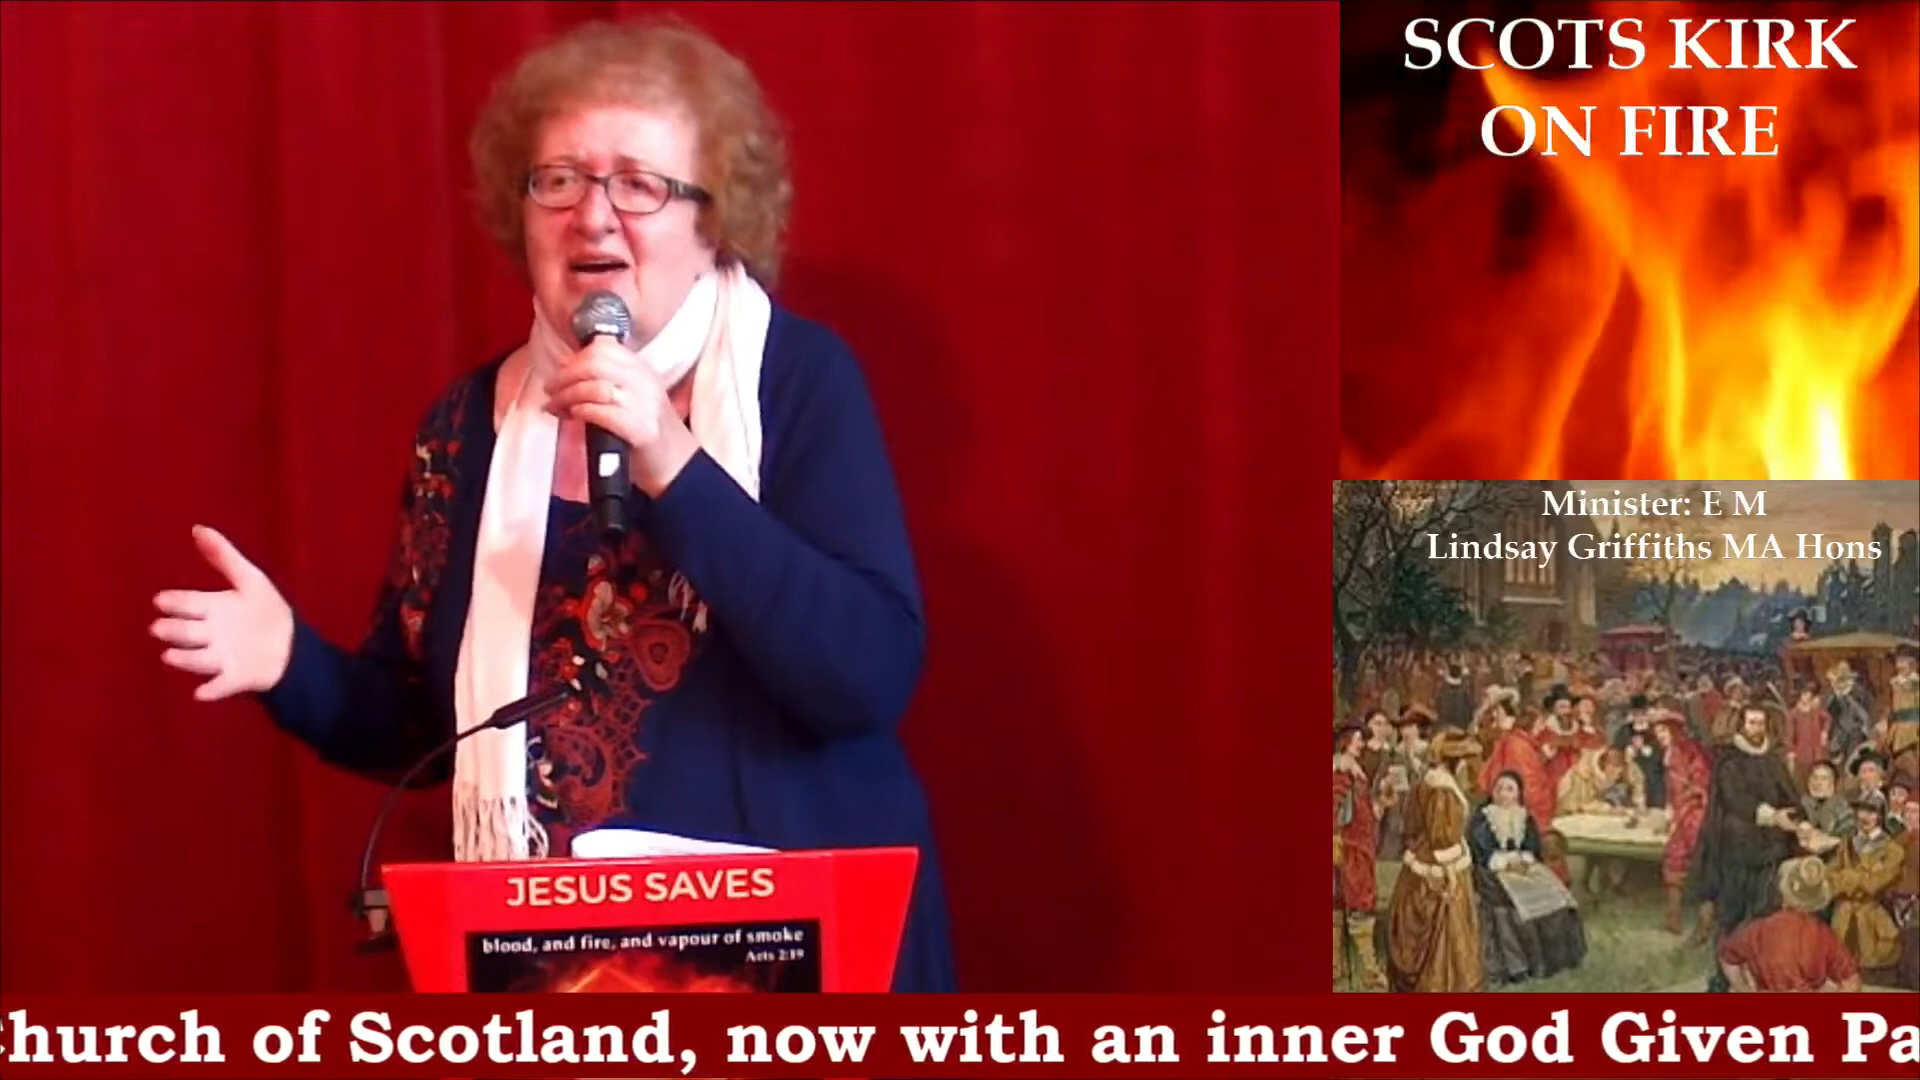 SCOTS KIRK
ON FIRE
Minister: E M
Lindsay Griffiths MA Hons
JESUS SAVES
blood, and fire, and vapour of smoke
Acts 2:19
Church of Scotland, now with an inner God Given Pa